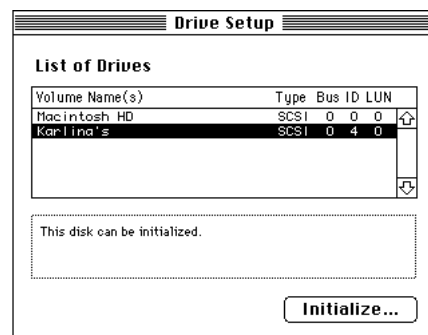 Drive Setup
List of Drives
Volume Name(s) Type Bus ID LUN
Macintosh HD SCSI 0 0 0
Karlina's SCSI 0 4 0
This disk can be initialized.
Initialize...